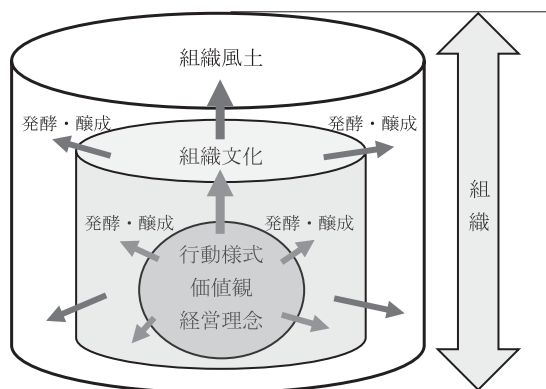 組織風土
発酵・醸成
発酵・醸成
組織文化
発酵・醸成
発酵・醸成
行動様式
価値観
経営理念
組織